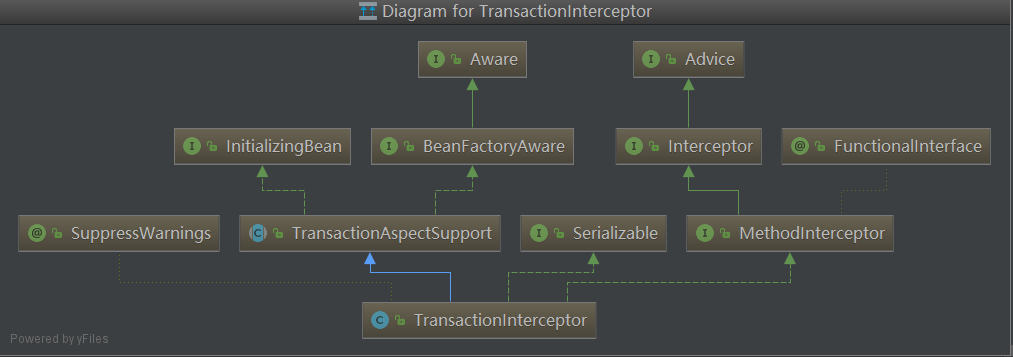 Diagram for TransactionInterceptor
I Aware
I Advice
I InitializingBean
I BeanFactoryAware
I Interceptor
@ FunctionalInterface
@ SuppressWarnings
C TransactionAspectSupport
I Serializable
I MethodInterceptor
C TransactionInterceptor
Powered by yFiles